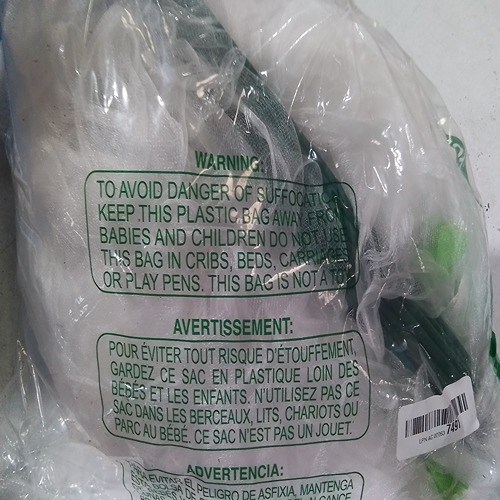 WARNING:
TO AVOID DANGER OF SUFFOCATION
KEEP THIS PLASTIC BAG AWAY FROM
BABIES AND CHILDREN DO NOT USE
THIS BAG IN CRIBS, BEDS, CARRIAGES
OR PLAY PENS. THIS BAG IS NOT A TOY
AVERTISSEMENT:
POUR ÉVITER TOUT RISQUE D'ÉTOUFFEMENT,
GARDEZ CE SAC EN PLASTIQUE LOIN DES
BÉBÉS ET LES ENFANTS. N'UTILISEZ PAS CE
SAC DANS LES BERCEAUX, LITS, CHARIOTS OU
PARC AU BÉBÉ. CE SAC N'EST PAS UN JOUET.
ADVERTENCIA:
EVITAR EL PELIGRO DE ASFIXIA, MANTENGA
ALCANCE
7491